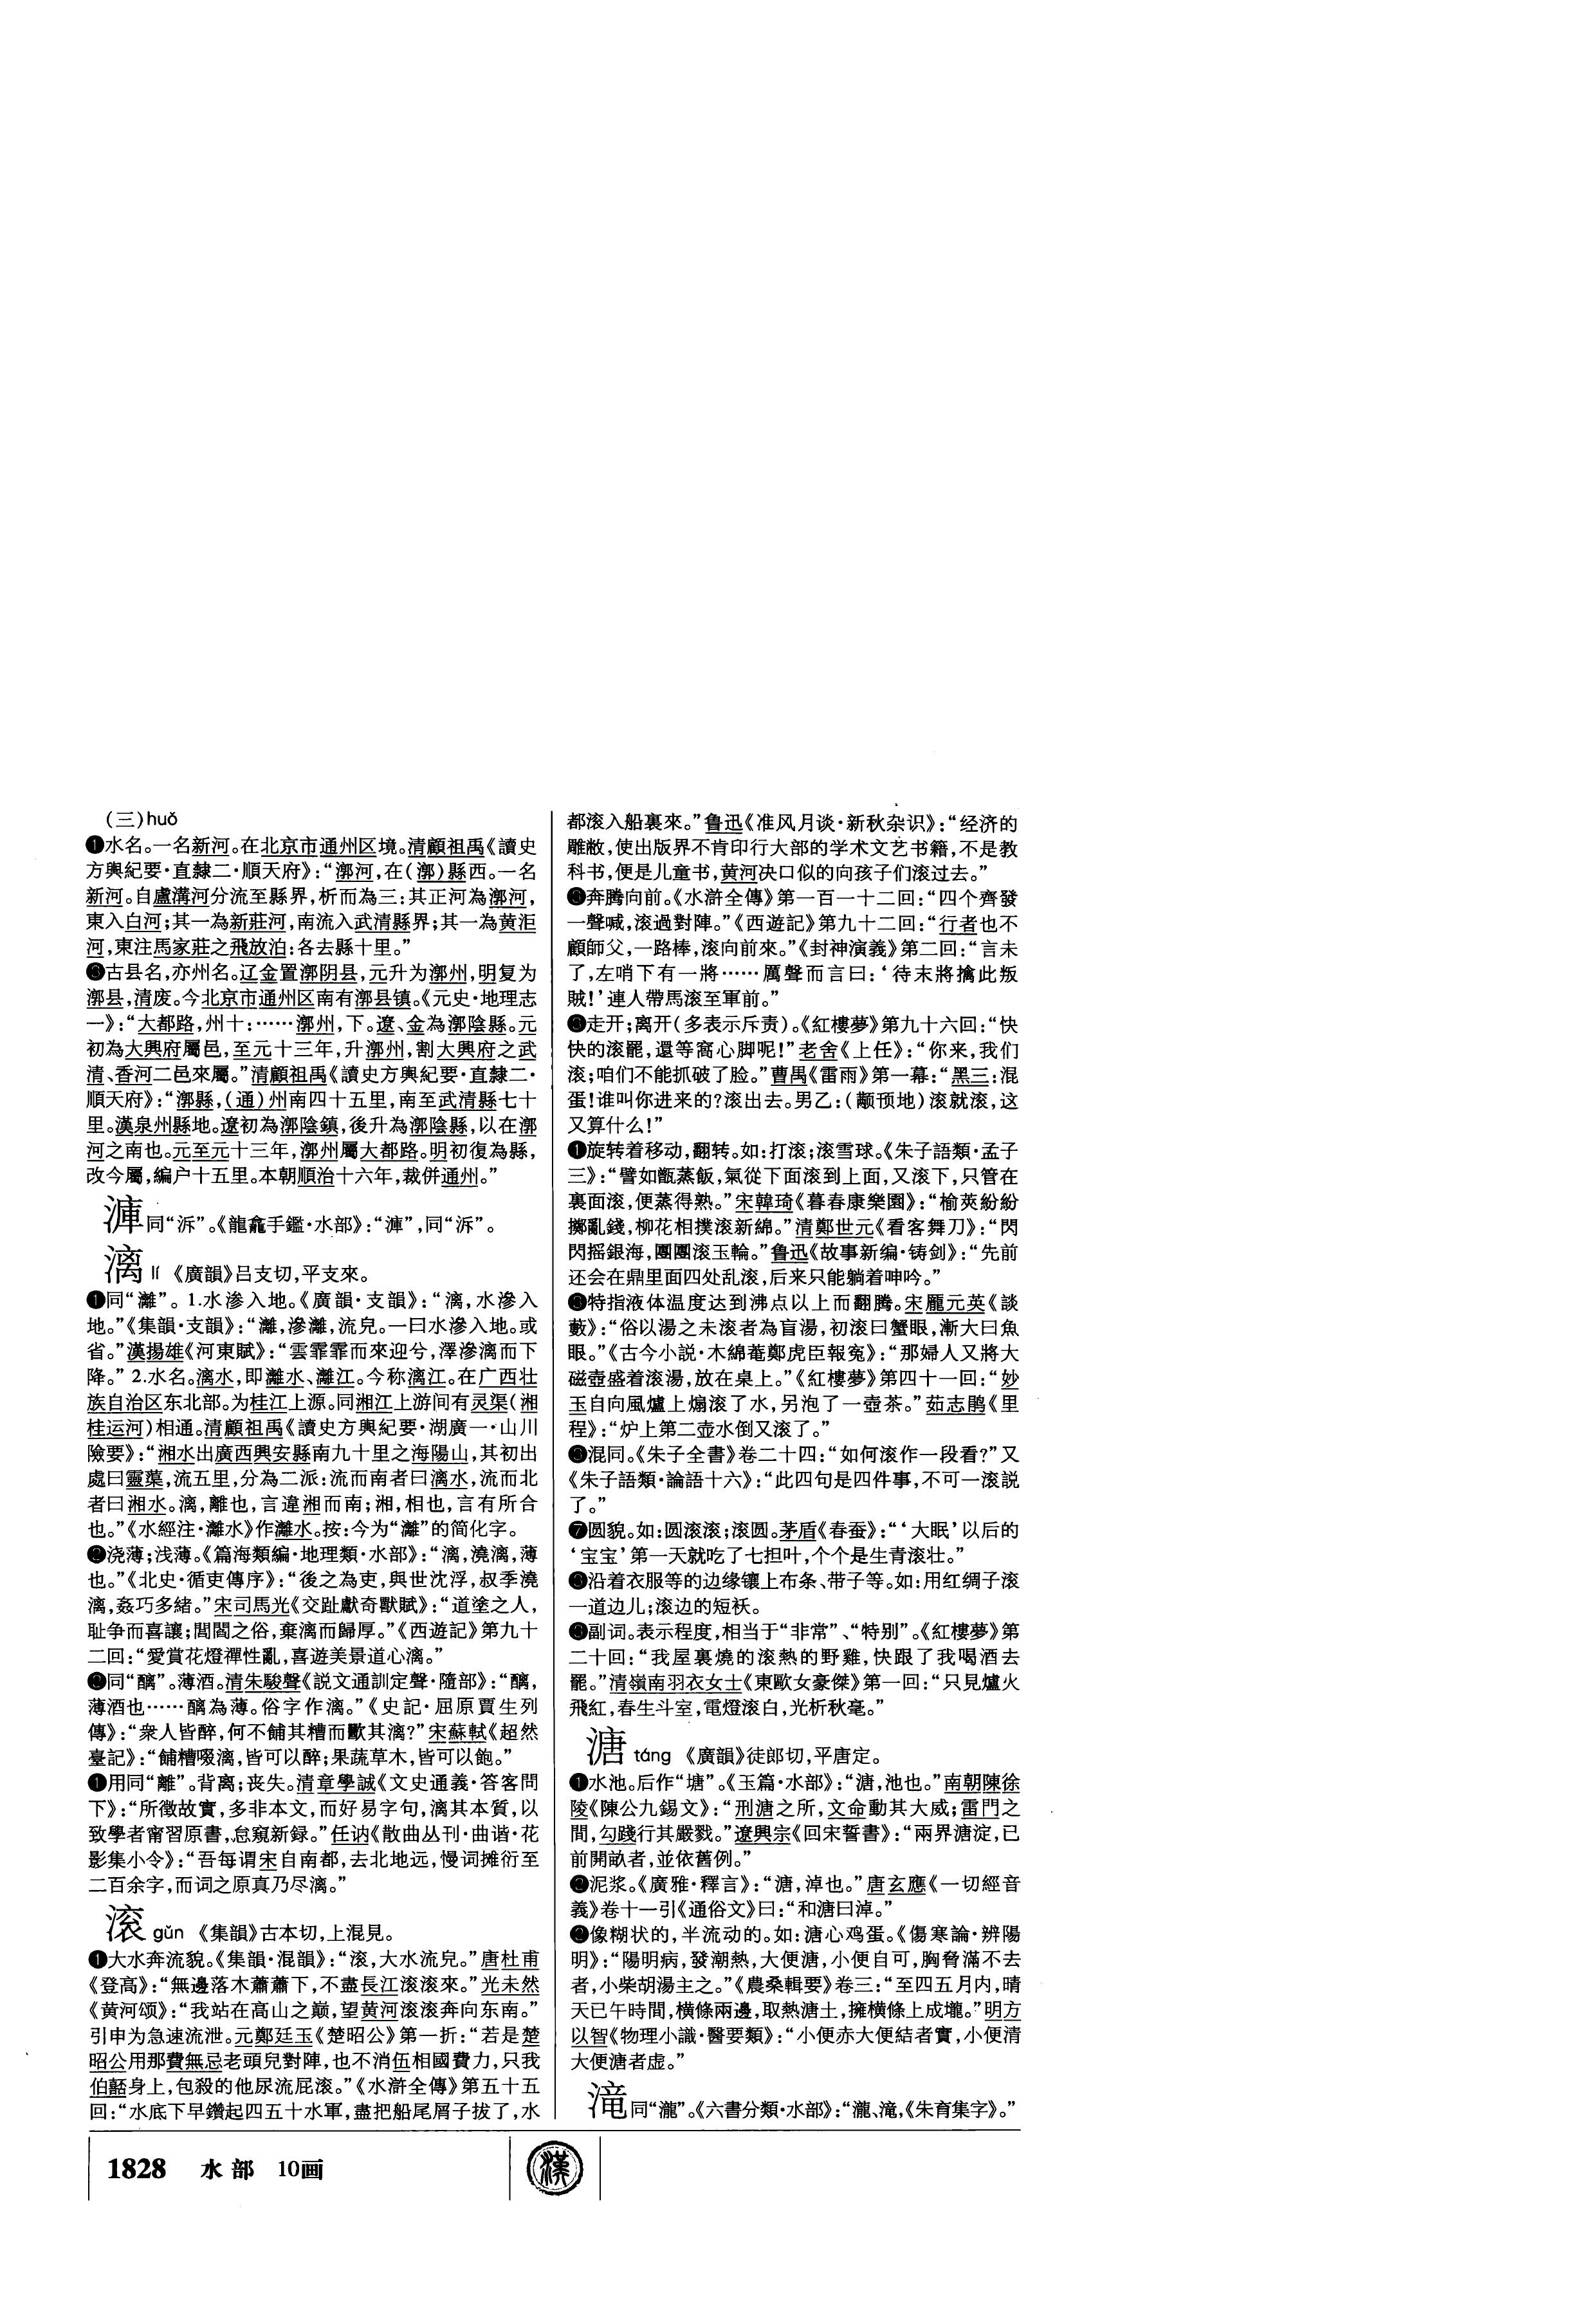 (三)huǒ
❶水名。一名新河。在北京市通州区境。清顧祖禹《讀史
方輿紀要·直隸二·順天府》：“漷河，在(漷)縣西。一名
新河。自盧溝河分流至縣界，析而為三：其正河為漷河，
東入白河；其一為新莊河，南流入武清縣界；其一為黄洰
河，東注馬家莊之飛放泊：各去縣十里。”
❸古县名，亦州名。辽金置漷阴县，元升为漷州，明复为
漷县，清废。今北京市通州区南有漷县镇。《元史·地理志
一》：“大都路，州十：……漷州，下。遼、金為漷陰縣。元
初為大興府屬邑，至元十三年，升漷州，割大興府之武
清、香河二邑來屬。”清顧祖禹《讀史方輿紀要·直隸二·
順天府》：“漷縣，(通)州南四十五里，南至武清縣七十
里。漢泉州縣地。遼初為漷陰鎮，後升為漷陰縣，以在漷
河之南也。元至元十三年，漷州屬大都路。明初復為縣，
改今屬，編户十五里。本朝順治十六年，裁併通州。”
同“泝”。《龍龕手鑑·水部》：“”，同“泝”。
漓 lí 《廣韻》吕支切，平支來。
❶同“灕”。1.水渗入地。《廣韻·支韻》：“漓，水滲入
地。”《集韻·支韻》：“灕，滲灕，流皃。一曰水滲入地。或
省。”漢揚雄《河東賦》：“雲霏霏而來迎兮，澤滲漓而下
降。”2.水名。漓水，即灕水、灕江。今称漓江。在广西壮
族自治区东北部。为桂江上源。同湘江上游间有灵渠(湘
桂运河)相通。清顧祖禹《讀史方輿紀要·湖廣一·山川
險要》：“湘水出廣西興安縣南九十里之海陽山，其初出
處曰靈蕖，流五里，分為二派：流而南者曰漓水，流而北
者曰湘水。漓，離也，言違湘而南；湘，相也，言有所合
也。”《水經注·灕水》作灕水。按：今为“灕”的简化字。
❷浇薄；浅薄。《篇海類編·地理類·水部》：“漓，澆漓，薄
也。”《北史·循吏傳序》：“後之為吏，與世沈浮，叔季澆
漓，姦巧多緒。”宋司馬光《交趾獻奇獸賦》：“道塗之人，
耻争而喜讓；閭閻之俗，棄漓而歸厚。”《西遊記》第九十
二回：“愛賞花燈禪性亂，喜遊美景道心漓。”
❷同“醨”。薄酒。清朱駿聲《説文通訓定聲·隨部》：“醨，
薄酒也……醨為薄。俗字作漓。”《史記·屈原賈生列
傳》：“衆人皆醉，何不餔其糟而歠其漓？”宋蘇軾《超然
臺記》：“餔糟啜漓，皆可以醉；果蔬草木，皆可以飽。”
❶用同“離”。背离；丧失。清章學誠《文史通義·答客問
下》：“所徵故實，多非本文，而好易字句，漓其本質，以
致學者甯習原書，怠窺新録。”任讷《散曲丛刊·曲谐·花
影集小令》：“吾每谓宋自南都，去北地远，慢词摊衍至
二百余字，而词之原真乃尽漓。”
滚 gǔn 《集韻》古本切，上混見。
❶大水奔流貌。《集韻·混韻》：“滚，大水流皃。”唐杜甫
《登高》：“無邊落木蕭蕭下，不盡長江滚滚來。”光未然
《黄河颂》：“我站在高山之巅，望黄河滚滚奔向东南。”
引申为急速流泄。元鄭廷玉《楚昭公》第一折：“若是楚
昭公用那費無忌老頭兒對陣，也不消伍相國費力，只我
伯嚭身上，包殺的他尿流屁滚。”《水滸全傳》第五十五
回：“水底下早鑽起四五十水軍，盡把船尾屑子拔了，水
都滚入船裏來。”鲁迅《准风月谈·新秋杂识》：“经济的
雕敝，使出版界不肯印行大部的学术文艺书籍，不是教
科书，便是儿童书，黄河决口似的向孩子们滚过去。”
❸奔腾向前。《水滸全傳》第一百一十二回：“四个齊發
一聲喊，滚過對陣。”《西遊記》第九十二回：“行者也不
顧師父，一路棒，滚向前來。”《封神演義》第二回：“言未
了，左哨下有一將……厲聲而言曰：‘待末將擒此叛
賊！’連人帶馬滚至軍前。”
❸走开；离开(多表示斥责)。《紅樓夢》第九十六回：“快
快的滚罷，還等窩心脚呢！”老舍《上任》：“你来，我们
滚；咱们不能抓破了脸。”曹禺《雷雨》第一幕：“黑三：混
蛋！谁叫你进来的？滚出去。男乙：(颟顸地)滚就滚，这
又算什么！”
❶旋转着移动，翻转。如：打滚；滚雪球。《朱子語類·孟子
三》：“譬如甑蒸飯，氣從下面滚到上面，又滚下，只管在
裏面滚，便蒸得熟。”宋韓琦《暮春康樂園》：“榆莢紛紛
擲亂錢，柳花相撲滚新綿。”清鄭世元《看客舞刀》：“閃
閃摇銀海，團團滚玉輪。”鲁迅《故事新编·铸剑》：“先前
还会在鼎里面四处乱滚，后来只能躺着呻吟。”
❸特指液体温度达到沸点以上而翻腾。宋龐元英《談
藪》：“俗以湯之未滚者為盲湯，初滚曰蟹眼，漸大曰魚
眼。”《古今小説·木綿菴鄭虎臣報寃》：“那婦人又將大
磁壺盛着滚湯，放在桌上。”《紅樓夢》第四十一回：“妙
玉自向風爐上煽滚了水，另泡了一壺茶。”茹志鹃《里
程》：“炉上第二壶水倒又滚了。”
❸混同。《朱子全書》卷二十四：“如何滚作一段看？”又
《朱子語類·論語十六》：“此四句是四件事，不可一滚説
了。”
❼圆貌。如：圆滚滚；滚圆。茅盾《春蚕》：“‘大眠’以后的
‘宝宝’第一天就吃了七担叶，个个是生青滚壮。”
❸沿着衣服等的边缘镶上布条、带子等。如：用红绸子滚
一道边儿；滚边的短袄。
❸副词。表示程度，相当于“非常”、“特别”。《紅樓夢》第
二十回：“我屋裏燒的滚熱的野雞，快跟了我喝酒去
罷。”清嶺南羽衣女士《東歐女豪傑》第一回：“只見爐火
飛紅，春生斗室，電燈滚白，光析秋毫。”
溏 táng 《廣韻》徒郎切，平唐定。
❶水池。后作“塘”。《玉篇·水部》：“溏，池也。”南朝陳徐
陵《陳公九錫文》：“刑溏之所，文命動其大威；雷門之
間，勾踐行其嚴戮。”遼興宗《回宋誓書》：“兩界溏淀，已
前開畝者，並依舊例。”
❷泥浆。《廣雅·釋言》：“溏，淖也。”唐玄應《一切經音
義》卷十一引《通俗文》曰：“和溏曰淖。”
❷像糊状的，半流动的。如：溏心鸡蛋。《傷寒論·辨陽
明》：“陽明病，發潮熱，大便溏，小便自可，胸脅滿不去
者，小柴胡湯主之。”《農桑輯要》卷三：“至四五月内，晴
天巳午時間，横條兩邊，取熱溏土，擁横條上成壠。”明方
以智《物理小識·醫要類》：“小便赤大便結者實，小便清
大便溏者虚。”
滝同“瀧”。《六書分類·水部》：“瀧、滝，《朱育集字》。”
1828 水部 10画
漢